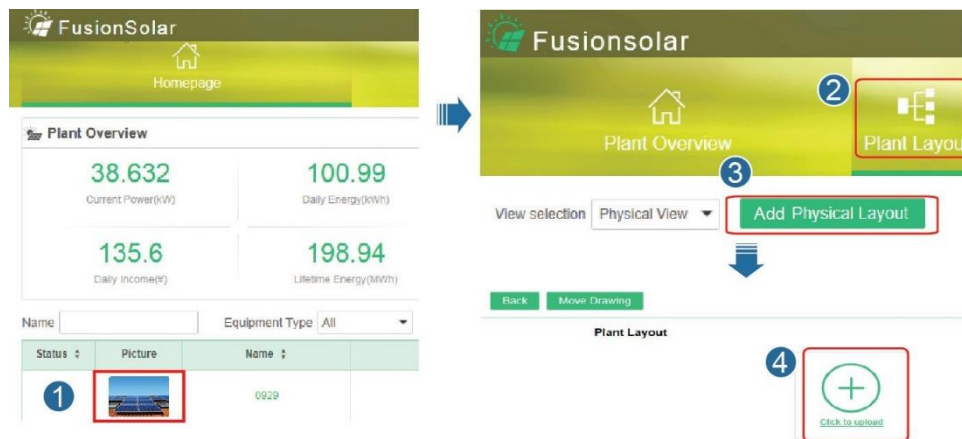 FusionSolar
Homepage
Plant Overview
38.632
100.99
Current Power(kW)
Daily Energy(kWh)
135.6
198.94
Daily Income(¥)
Lifetime Energy(MWh)
Name
Equipment Type All
Status Picture Name
1
0929
Fusionsolar
2
Plant Overview
Plant Layou
3
View selection Physical View
Add Physical Layout
Back
Move Drawing
Plant Layout
4
Click to upload